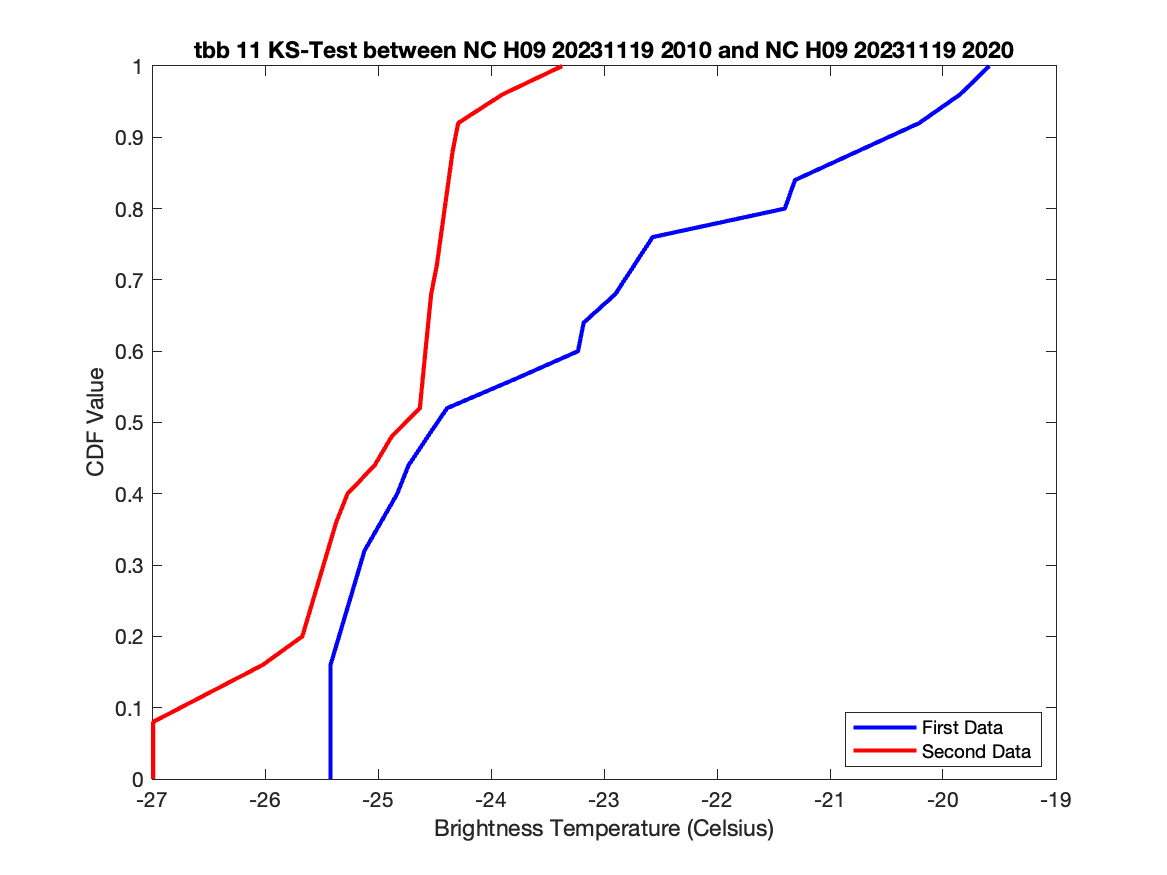 tbb 11 KS-Test between NC H09 20231119 2010 and NC H09 20231119 2020
1
0.9
0.8
0.7
0.6
0.5
0.4
0.3
0.2
0.1
0
CDF Value
First Data
Second Data
-27 -26 -25 -24 -23 -22 -21 -20 -19
Brightness Temperature (Celsius)